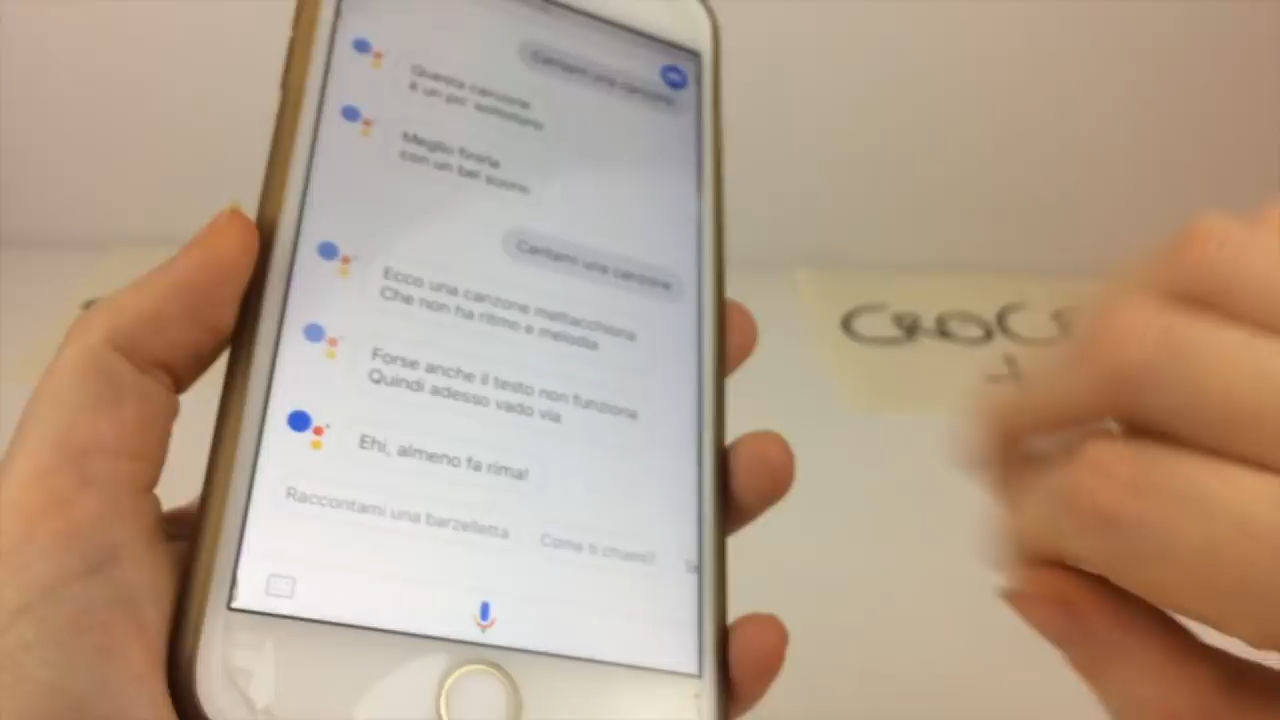 Cantami una canzone
Questa canzone
è un po'
Meglio finirla
con un bel suono
Cantami una canzone
Ecco una canzone mattacchiona
Che non ha ritmo e melodia
Forse anche il testo non funziona
Quindi adesso vado via
Ehi, almeno fa rima!
Raccontami una barzelletta
Come ti chiami?
CROCE
+